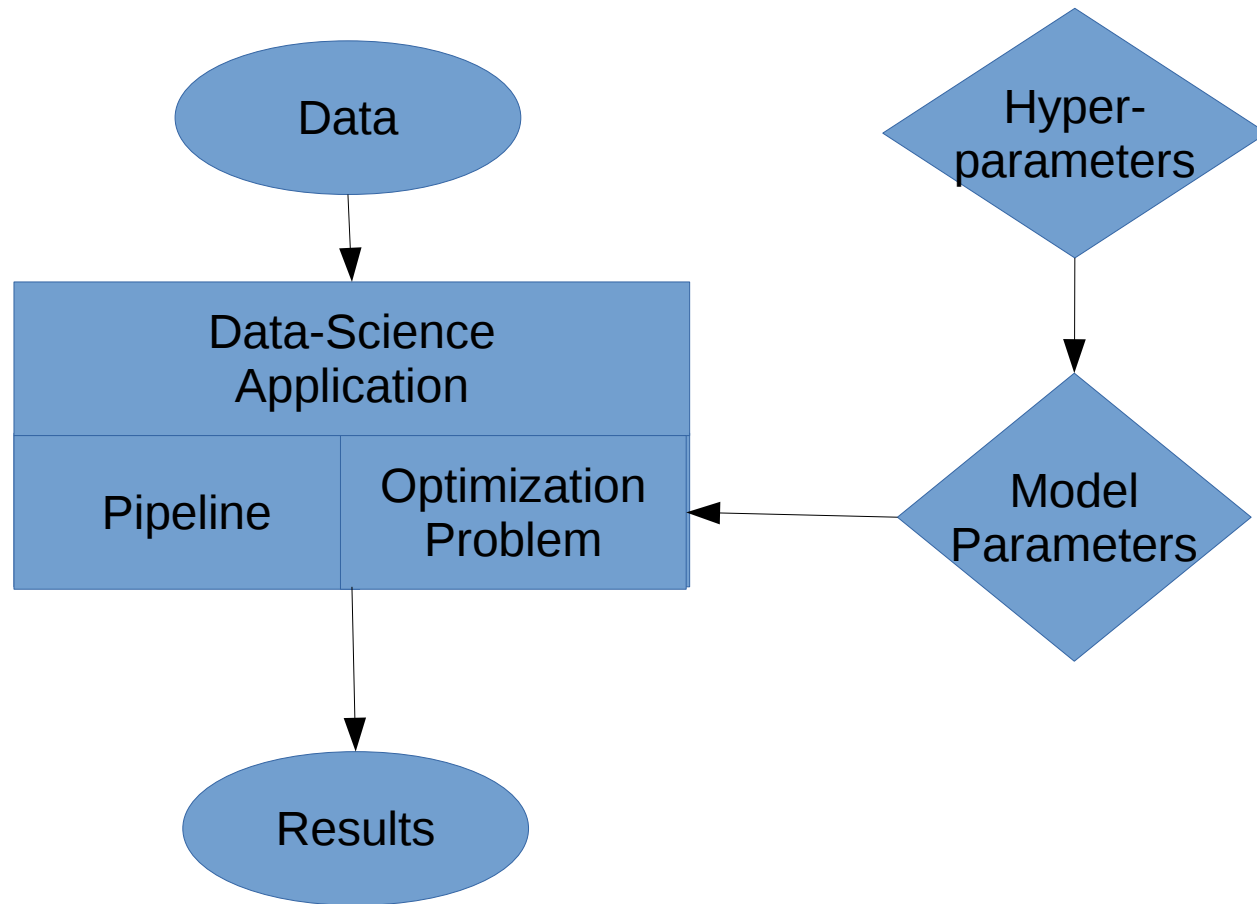 Data
Hyper-
parameters
Data-Science
Application
Pipeline
Optimization
Problem
Model
Parameters
Results